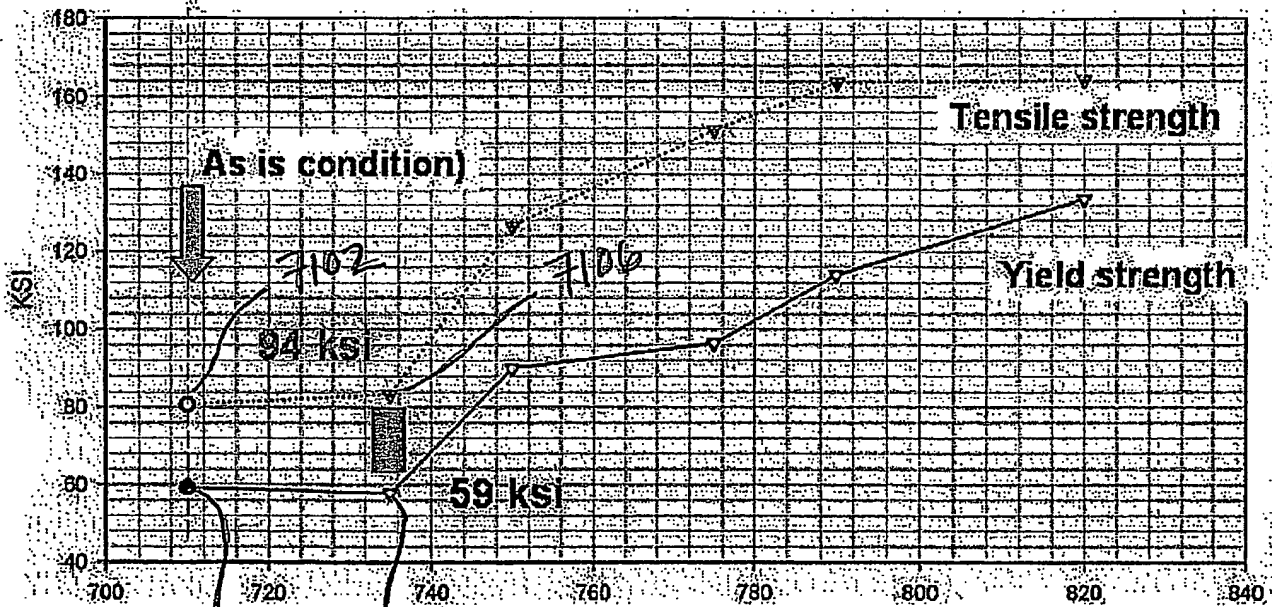 180
160
140
120
100
80
60
40
KSI
Tensile strength
As is condition)
7102
7106
Yield strength
94 ksi
59 ksi
700 720 740 760 780 800 820 840